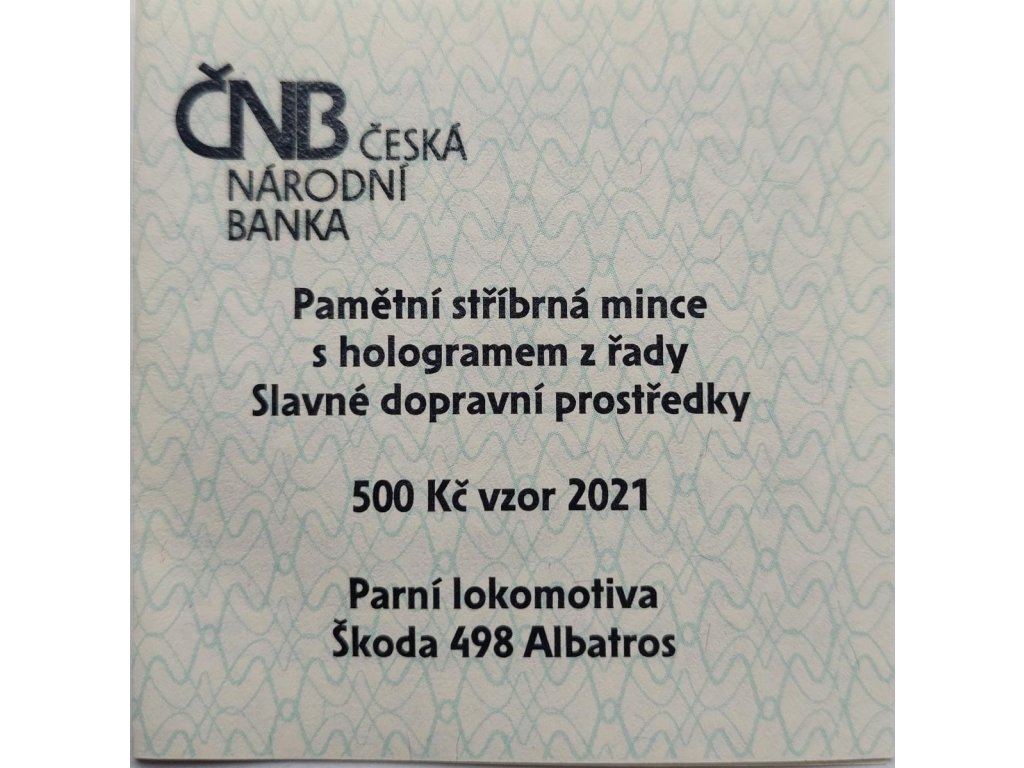 ČNB ČESKÁ
NÁRODNÍ
BANKA
Pamětní stříbrná mince
s hologramem z řady
Slavné dopravní prostředky
500 Kč vzor 2021
Parní lokomotiva
Škoda 498 Albatros